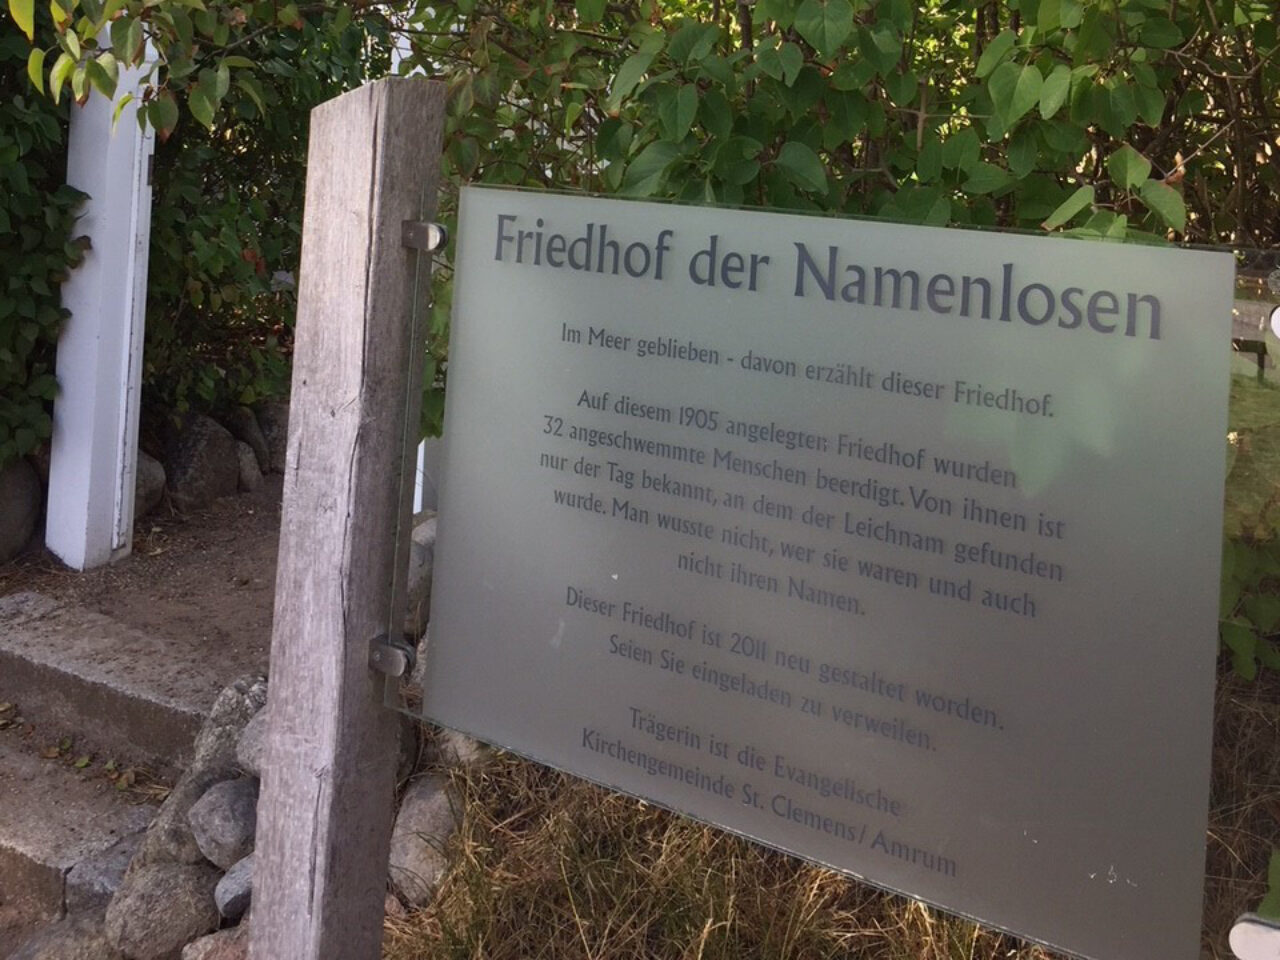 Friedhof der Namenlosen
Im Meer geblieben - davon erzählt dieser Friedhof.
Auf diesem 1905 angelegten Friedhof wurden
32 angeschwemmte Menschen beerdigt. Von ihnen ist
nur der Tag bekannt, an dem der Leichnam gefunden
wurde. Man wusste nicht, wer sie waren und auch
nicht ihren Namen.
Dieser Friedhof ist 2011 neu gestaltet worden.
Seien Sie eingeladen zu verweilen.
Trägerin ist die Evangelische
Kirchengemeinde St. Clemens/Amrum